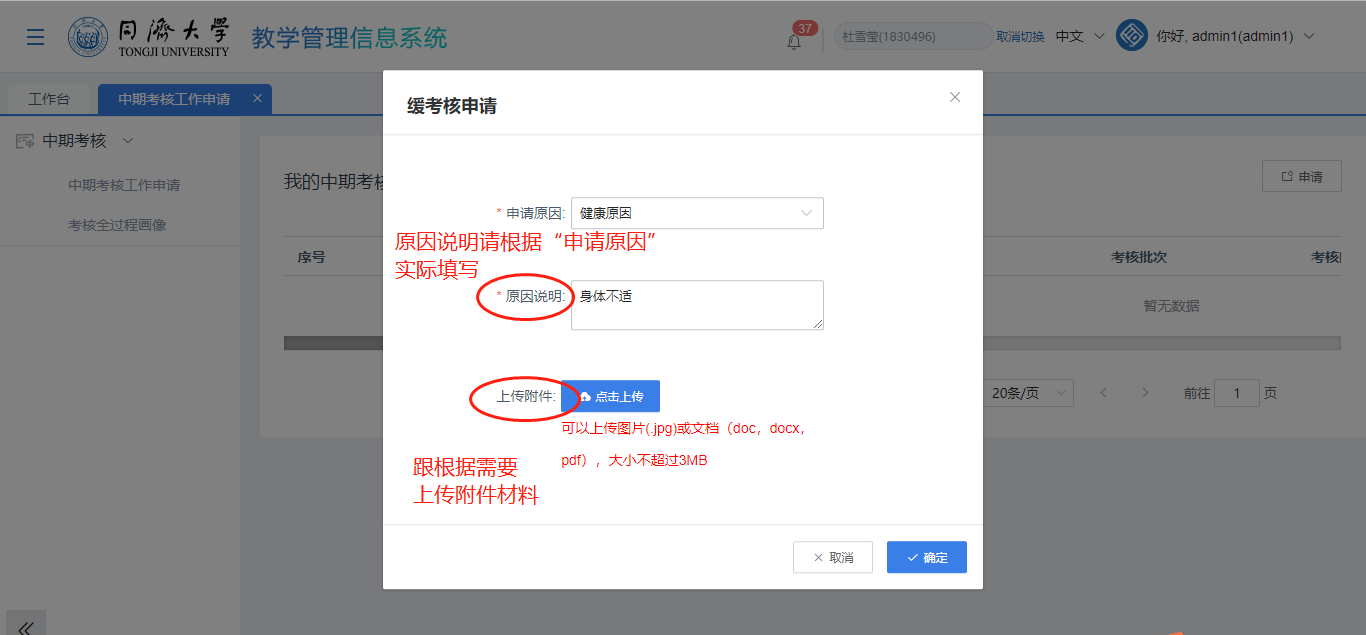 同濟大学
TONGJI UNIVERSITY
教学管理信息系统
37
杜雪莹(1830496)
取消切换
中文
你好, admin1(admin1)
工作台
中期考核工作申请
中期考核
中期考核工作申请
考核全过程画像
我的中期考核
申请
序号
考核批次
考核
暂无数据
20条/页
前往 1 页
缓考核申请
* 申请原因: 健康原因
原因说明请根据“申请原因”
实际填写
* 原因说明: 身体不适
上传附件: 点击上传
可以上传图片(.jpg)或文档（doc，docx，
pdf），大小不超过3MB
跟根据需要
上传附件材料
取消
确定